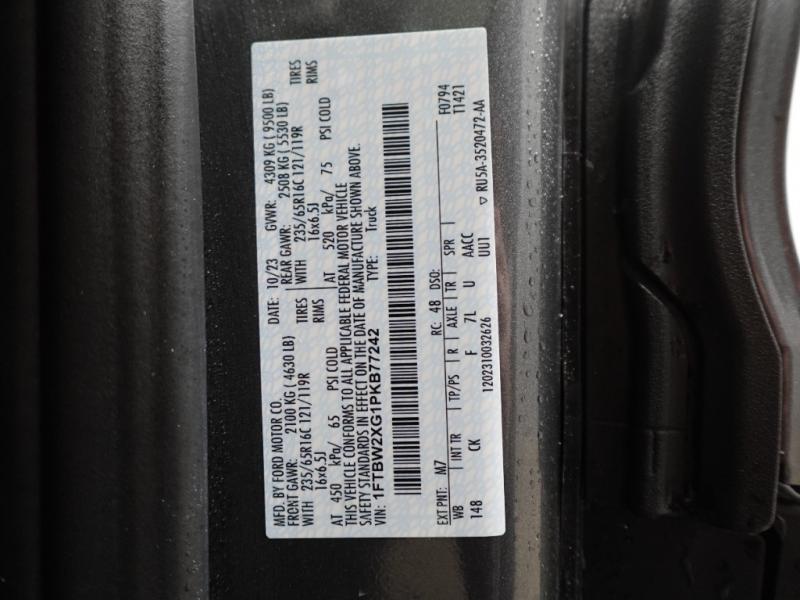 MFD. BY FORD MOTOR CO. DATE: 10/23 GVWR: 4309 KG ( 9500 LB)
FRONT GAWR: 2100 KG ( 4630 LB) REAR GAWR: 2508 KG ( 5530 LB)
WITH 235/65R16C 121/119R TIRES WITH 235/65R16C 121/119R TIRES
16x6.5J RIMS 16x6.5J RIMS
AT 450 kPa/ 65 PSI COLD AT 520 kPa/ 75 PSI COLD
THIS VEHICLE CONFORMS TO ALL APPLICABLE FEDERAL MOTOR VEHICLE
SAFETY STANDARDS IN EFFECT ON THE DATE OF MANUFACTURE SHOWN ABOVE.
VIN: 1FTBW2XG1PKB77242 TYPE: Truck
F0794
T1421
EXT PNT: M7 RC: 48 DSO:
WB INT TR TP/PS R AXLE TR SPR
148 CK F 7L U AACC
1202310032626 UU1
▽ RU5A-3520472-AA